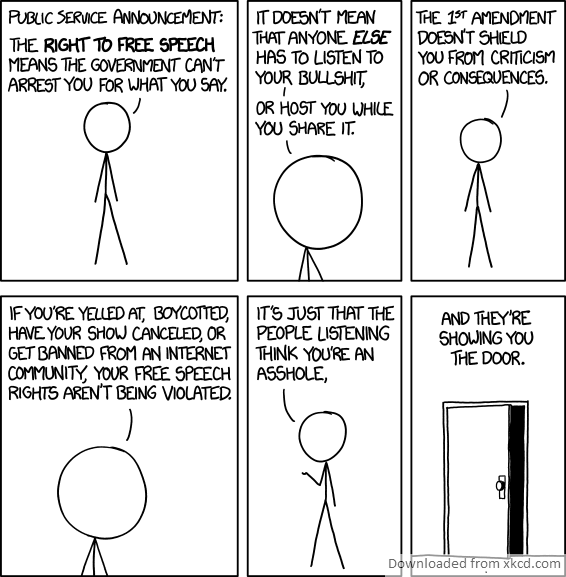 PUBLIC SERVICE ANNOUNCEMENT:
THE RIGHT TO FREE SPEECH
MEANS THE GOVERNMENT CAN'T
ARREST YOU FOR WHAT YOU SAY.
IT DOESN'T MEAN
THAT ANYONE ELSE
HAS TO LISTEN TO
YOUR BULLSHIT,
OR HOST YOU WHILE
YOU SHARE IT.
THE 1ST AMENDMENT
DOESN'T SHIELD
YOU FROM CRITICISM
OR CONSEQUENCES.
IF YOU'RE YELLED AT, BOYCOTTED,
HAVE YOUR SHOW CANCELED, OR
GET BANNED FROM AN INTERNET
COMMUNITY, YOUR FREE SPEECH
RIGHTS AREN'T BEING VIOLATED.
IT'S JUST THAT THE
PEOPLE LISTENING
THINK YOU'RE AN
ASSHOLE,
AND THEY'RE
SHOWING YOU
THE DOOR.
Downloaded from xkcd.com